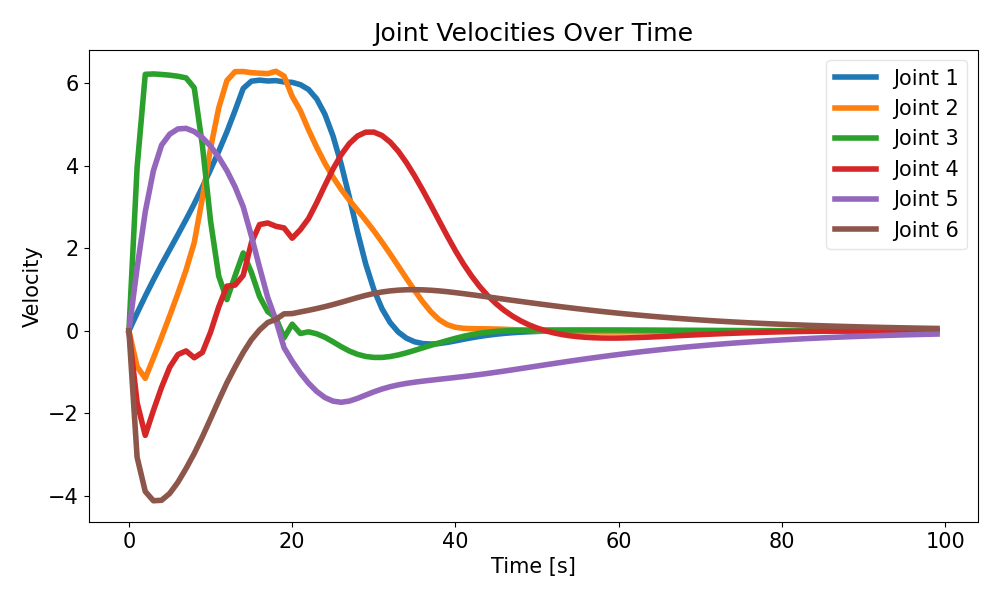 Joint Velocities Over Time
Velocity
6
4
2
0
−2
−4
0
20
40
60
80
100
Time [s]
Joint 1
Joint 2
Joint 3
Joint 4
Joint 5
Joint 6